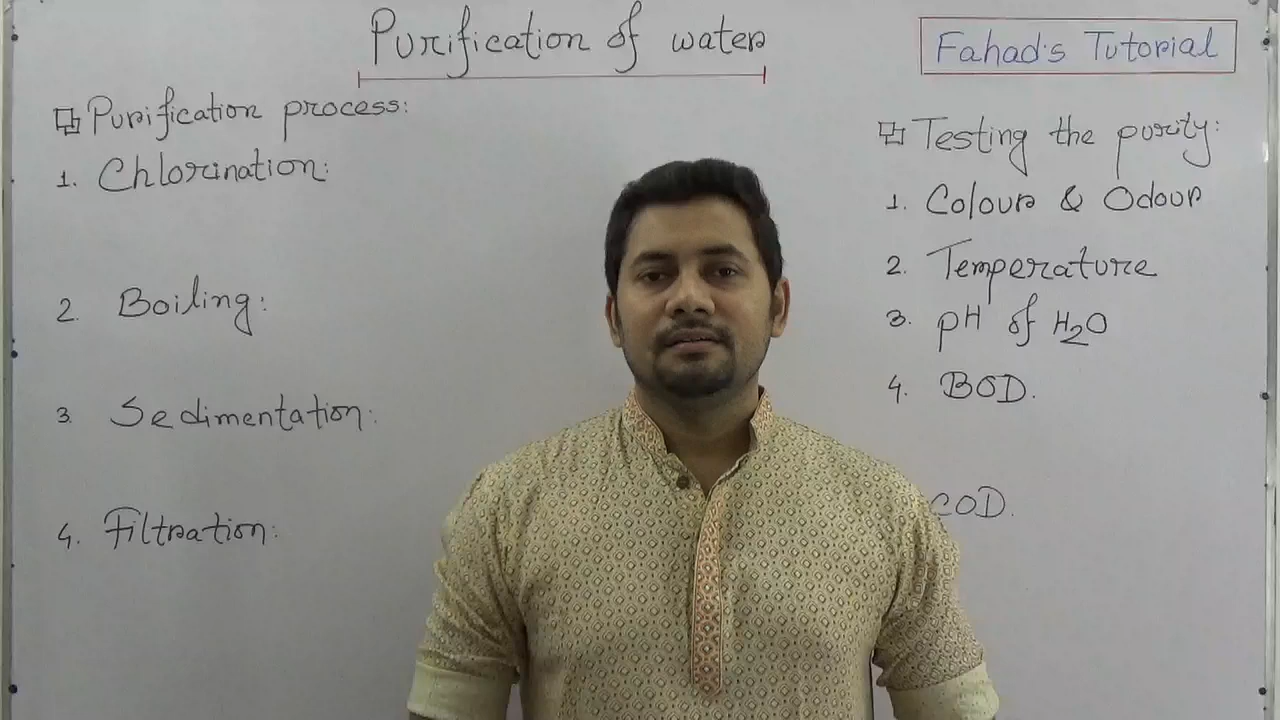 Purification of water
Fahad's Tutorial
Purification process:
1. Chlorination:
2. Boiling:
3. Sedimentation:
4. Filtration:
Testing the purity:
1. Colour & Odour
2. Temperature
3. pH of H2O
4. BOD.
COD.